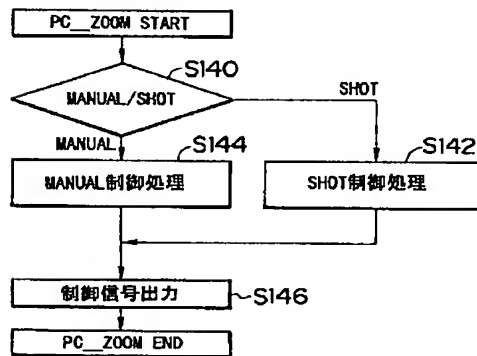 PC__ZOOM START
S140
MANUAL/SHOT
SHOT
MANUAL
S144
S142
MANUAL制御処理
SHOT制御処理
制御信号出力
S146
PC__ZOOM END